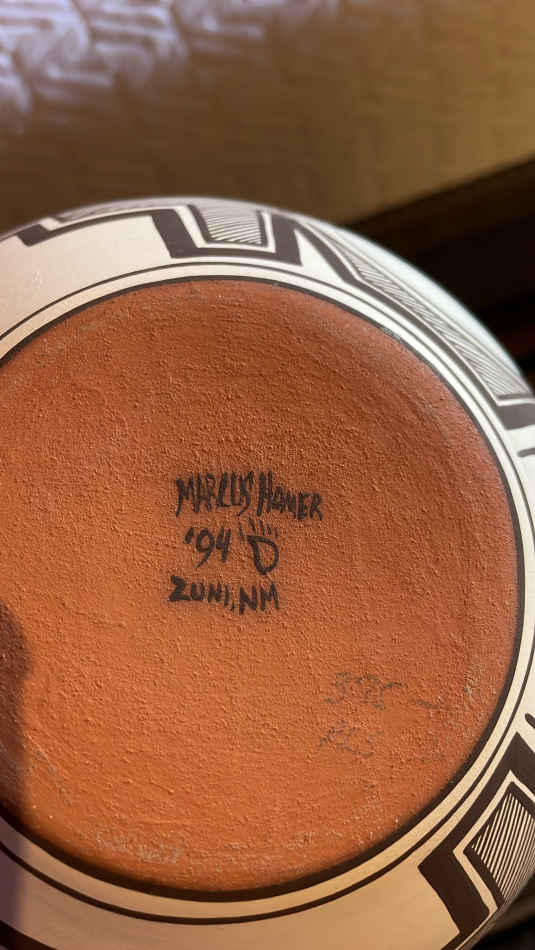 MARCUS HOMER
'94
ZUNI, NM